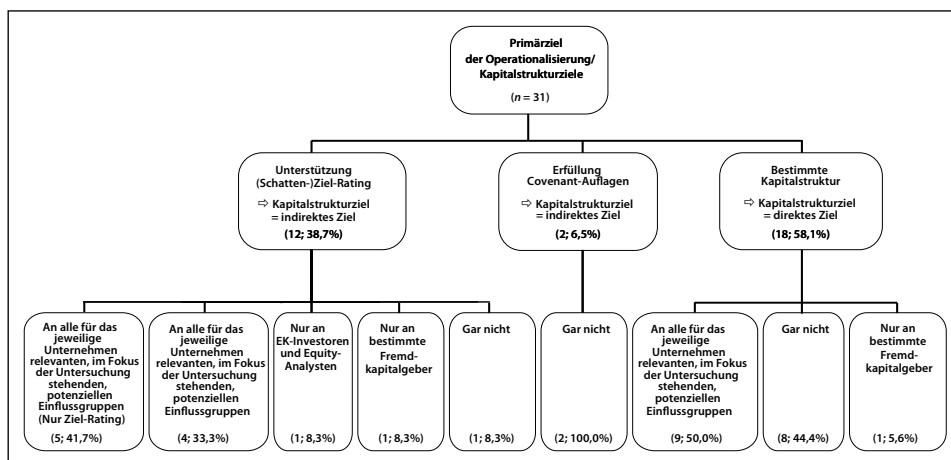 Primärziel
der Operationalisierung/
Kapitalstrukturziele
(n = 31)
Unterstützung
(Schatten-)Ziel-Rating
⇨ Kapitalstrukturziel
= indirektes Ziel
(12; 38,7%)
Erfüllung
Covenant-Auflagen
⇨ Kapitalstrukturziel
= indirektes Ziel
(2; 6,5%)
Bestimmte
Kapitalstruktur
⇨ Kapitalstrukturziel
= direktes Ziel
(18; 58,1%)
An alle für das
jeweilige
Unternehmen
relevanten, im Fokus
der Untersuchung
stehenden,
potenziellen
Einflussgruppen
(Nur Ziel-Rating)
(5; 41,7%)
An alle für das
jeweilige
Unternehmen
relevanten, im Fokus
der Untersuchung
stehenden,
potenziellen
Einflussgruppen
(4; 33,3%)
Nur an
EK-Investoren
und Equity-
Analysten
(1; 8,3%)
Nur an
bestimmte
Fremd-
kapitalgeber
(1; 8,3%)
Gar nicht
(1; 8,3%)
Gar nicht
(2; 100,0%)
An alle für das
jeweilige
Unternehmen
relevanten, im Fokus
der Untersuchung
stehenden,
potenziellen
Einflussgruppen
(9; 50,0%)
Gar nicht
(8; 44,4%)
Nur an
bestimmte
Fremd-
kapitalgeber
(1; 5,6%)